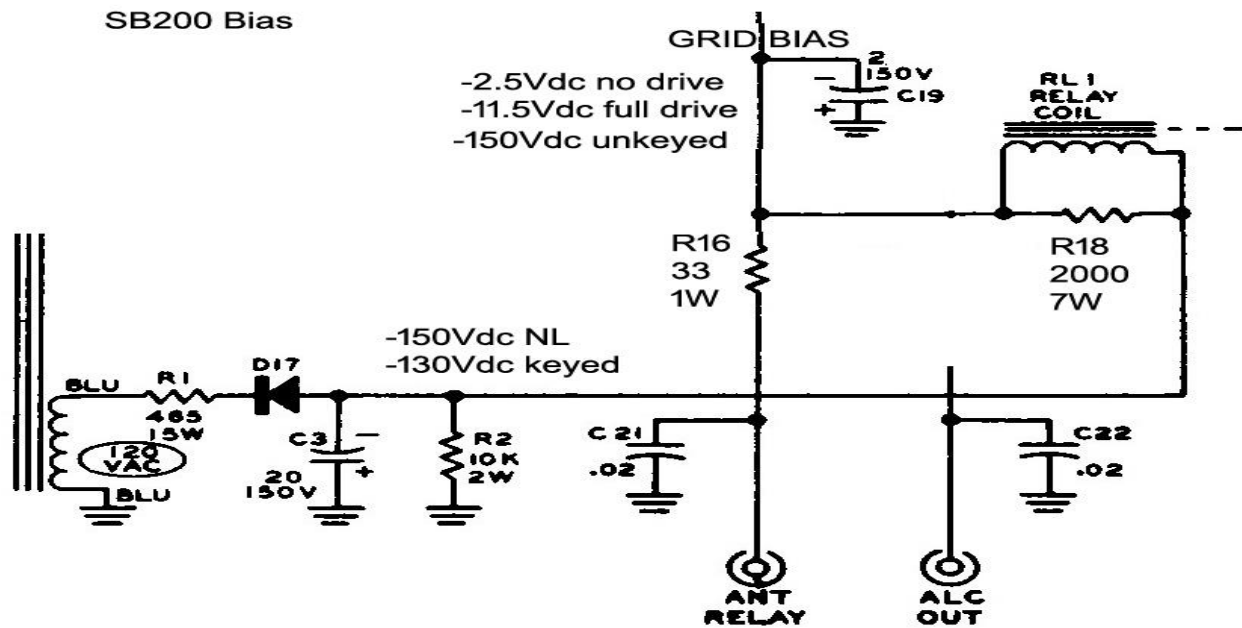 SB200 Bias
GRID BIAS
-2.5Vdc no drive
-11.5Vdc full drive
-150Vdc unkeyed
2
150V
C19
RL1
RELAY
COIL
R16
33
1W
R18
2000
7W
-150Vdc NL
-130Vdc keyed
BLU
R1
465
15W
D17
120
VAC
BLU
C3
20
150V
R2
10K
2W
C21
.02
C22
.02
ANT
RELAY
ALC
OUT